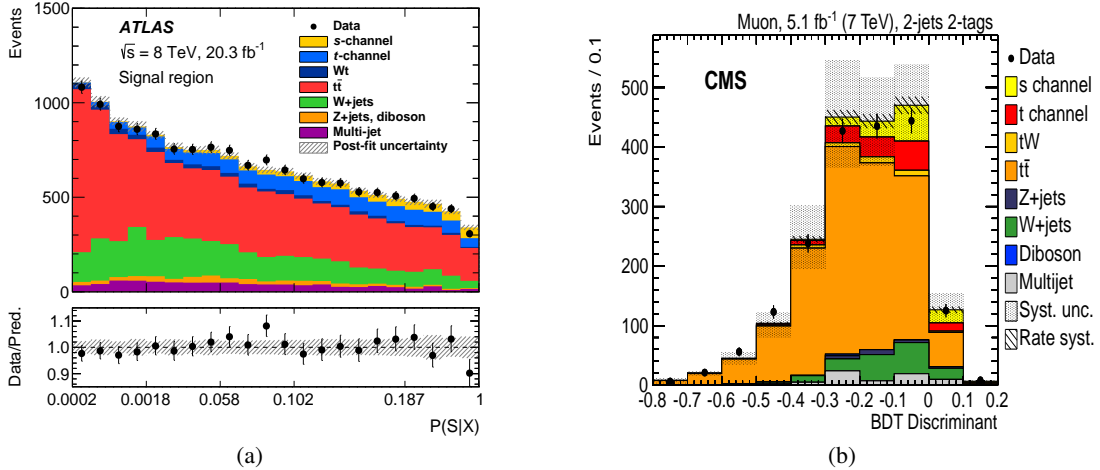 Events
ATLAS
√s = 8 TeV, 20.3 fb⁻¹
Signal region
Data
s-channel
t-channel
Wt
tt̄
W+jets
Z+jets, diboson
Multi-jet
Post-fit uncertainty
1500
1000
500
0
Data/Pred.
1.1
1.0
0.9
0.0002 0.0018 0.058 0.102 0.187 1
P(S|X)
(a)
Muon, 5.1 fb⁻¹ (7 TeV), 2-jets 2-tags
Events / 0.1
CMS
500
400
300
200
100
0
-0.8 -0.7 -0.6 -0.5 -0.4 -0.3 -0.2 -0.1 0 0.1 0.2
BDT Discriminant
Data
s channel
t channel
tW
tt̄
Z+jets
W+jets
Diboson
Multijet
Syst. unc.
Rate syst.
(b)